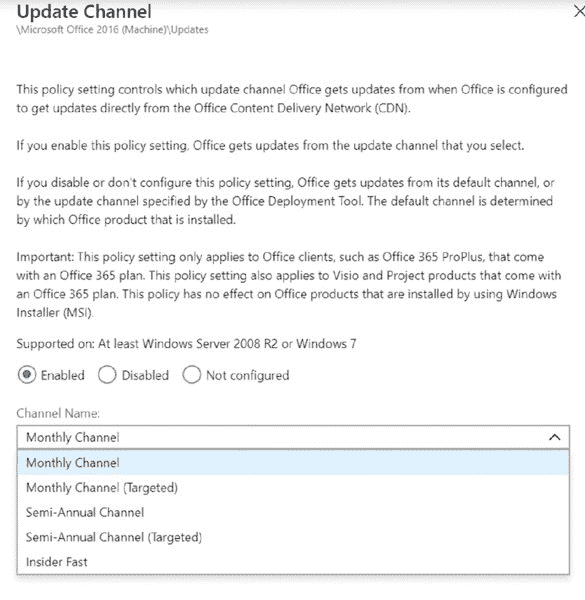 Update Channel
\Microsoft Office 2016 (Machine)\Updates
This policy setting controls which update channel Office gets updates from when Office is configured
to get updates directly from the Office Content Delivery Network (CDN).
If you enable this policy setting, Office gets updates from the update channel that you select.
If you disable or don't configure this policy setting, Office gets updates from its default channel, or
by the update channel specified by the Office Deployment Tool. The default channel is determined
by which Office product that is installed.
Important: This policy setting only applies to Office clients, such as Office 365 ProPlus, that come
with an Office 365 plan. This policy setting also applies to Visio and Project products that come with
an Office 365 plan. This policy has no effect on Office products that are installed by using Windows
Installer (MSI).
Supported on: At least Windows Server 2008 R2 or Windows 7
Enabled Disabled Not configured
Channel Name:
Monthly Channel
Monthly Channel
Monthly Channel (Targeted)
Semi-Annual Channel
Semi-Annual Channel (Targeted)
Insider Fast